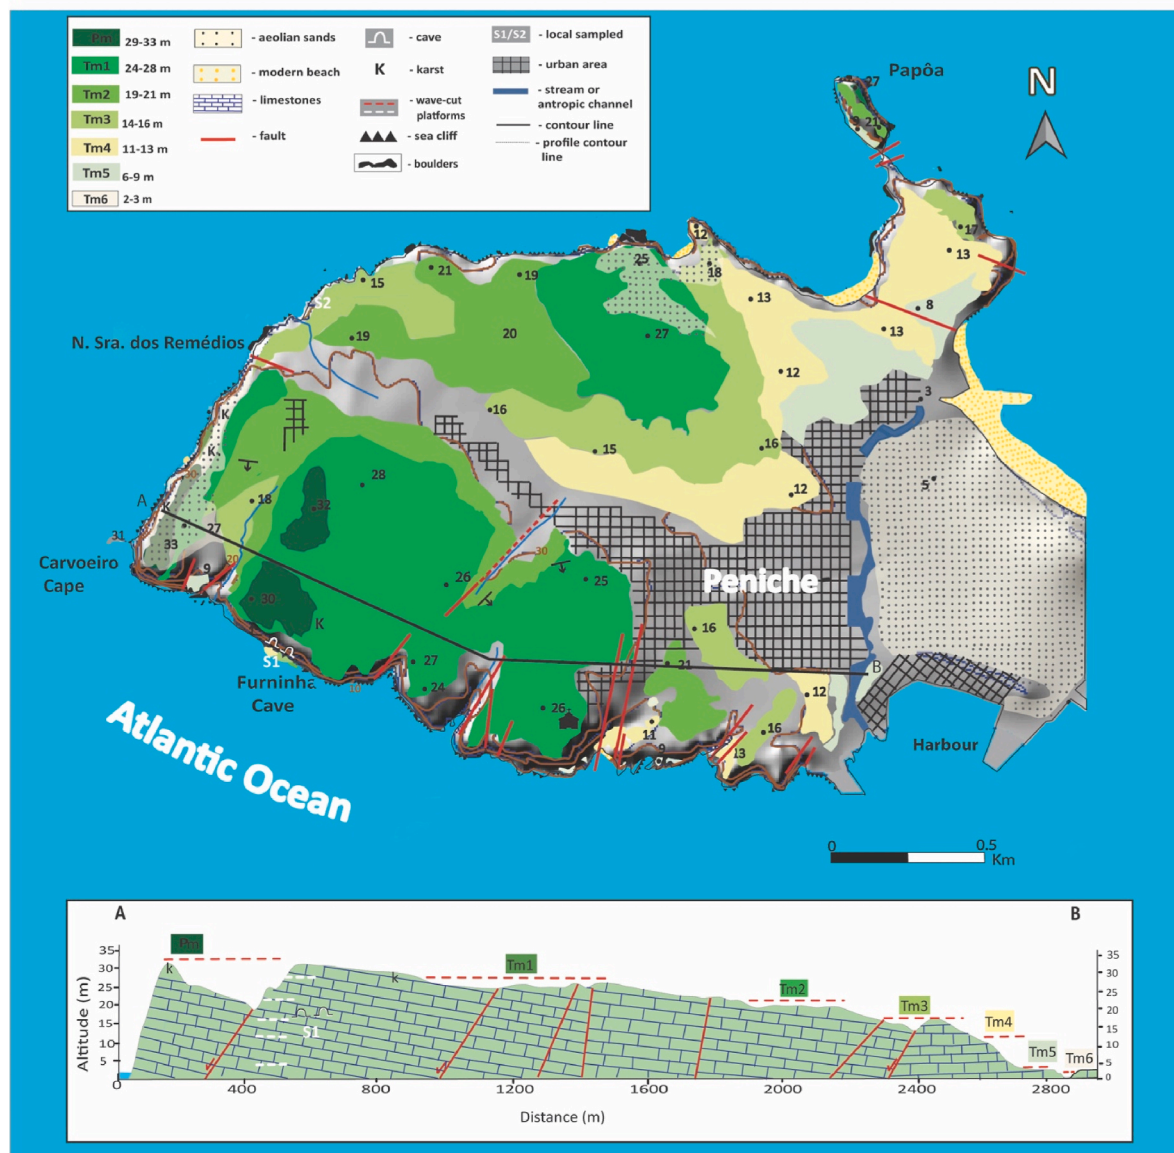 Pm 29-33 m
Tm1 24-28 m
Tm2 19-21 m
Tm3 14-16 m
Tm4 11-13 m
Tm5 6-9 m
Tm6 2-3 m
- aeolian sands
- modern beach
- limestones
- fault
- cave
K - karst
- wave-cut
platforms
- sea cliff
- boulders
S1/S2 - local sampled
- urban area
- stream or
antropic channel
- contour line
- profile contour
line
Papôa
N
27
9 21
12
17
13
25
18
21
19
15
13
8
S2
N. Sra. dos Remédios
19
20
27
13
12
3
K
16
K
15
16
28
12
5
A
18
32
K
27
31
33
30
Carvoeiro
Cape
9
20
26
25
Peniche
30
K
16
S1
27
21
B
Furninha
Cave
24
12
26
11
16
9
13
Harbour
Atlantic Ocean
0 0.5
Km
A B
Pm
Tm1
Tm2
Tm3
Tm4
Tm5
Tm6
k
k
S1
35
30
25
20
15
10
5
Altitude (m)
35
30
25
20
15
10
5
0
0 400 800 1200 1600 2000 2400 2800
Distance (m)